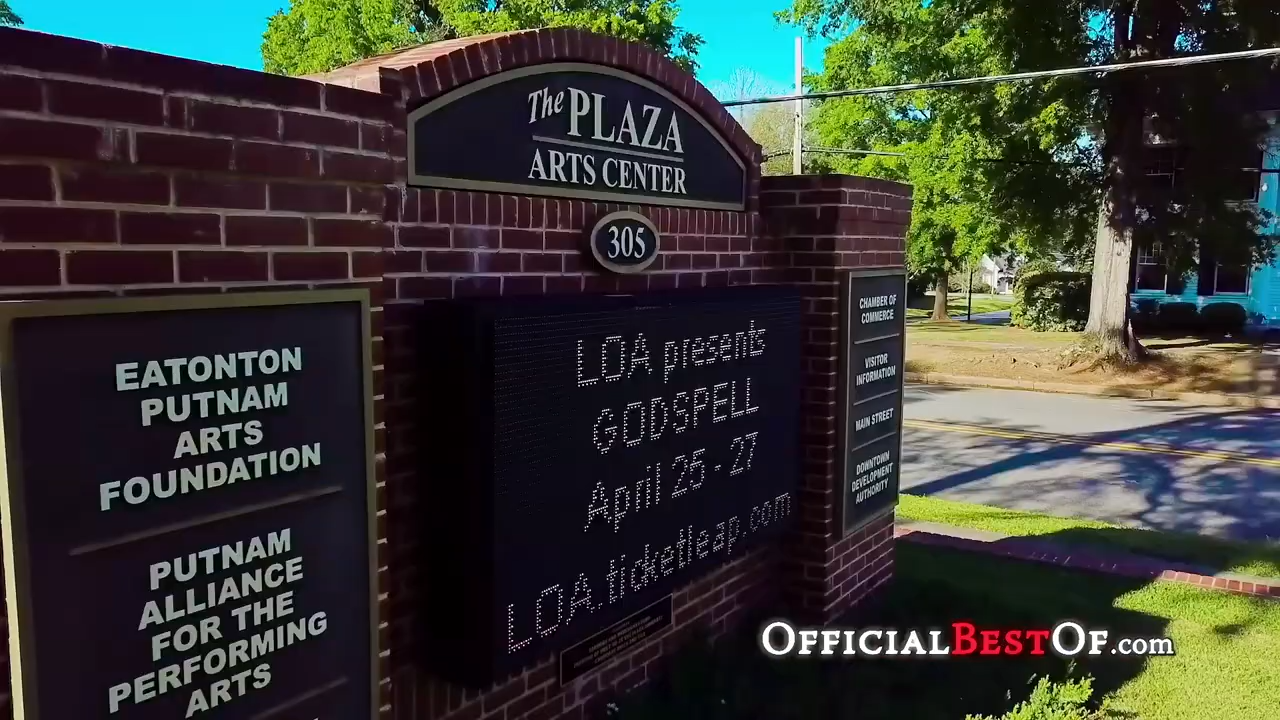 The PLAZA
ARTS CENTER
305
EATONTON
PUTNAM
ARTS
FOUNDATION
PUTNAM
ALLIANCE
FOR THE
PERFORMING
ARTS
LOA presents
GODSPELL
April 25 - 27
LOA.ticketleap.com
CHAMBER OF
COMMERCE
VISITOR
INFORMATION
MAIN STREET
DOWNTOWN
DEVELOPMENT
AUTHORITY
OFFICIALBESTOF.com